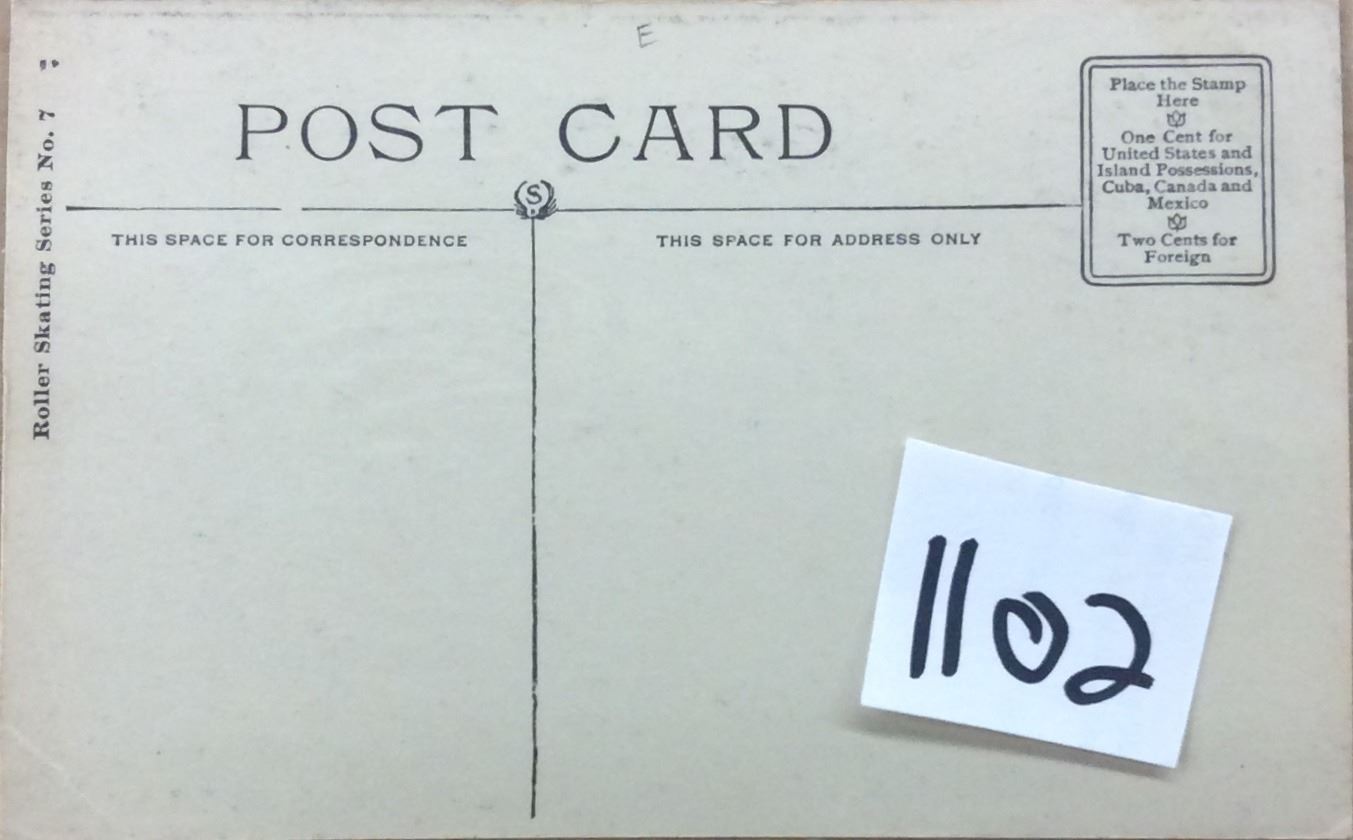 E
POST CARD
Place the Stamp
Here
One Cent for
United States and
Island Possessions,
Cuba, Canada and
Mexico
Two Cents for
Foreign
S
THIS SPACE FOR CORRESPONDENCE
THIS SPACE FOR ADDRESS ONLY
Roller Skating Series No. 7
1102